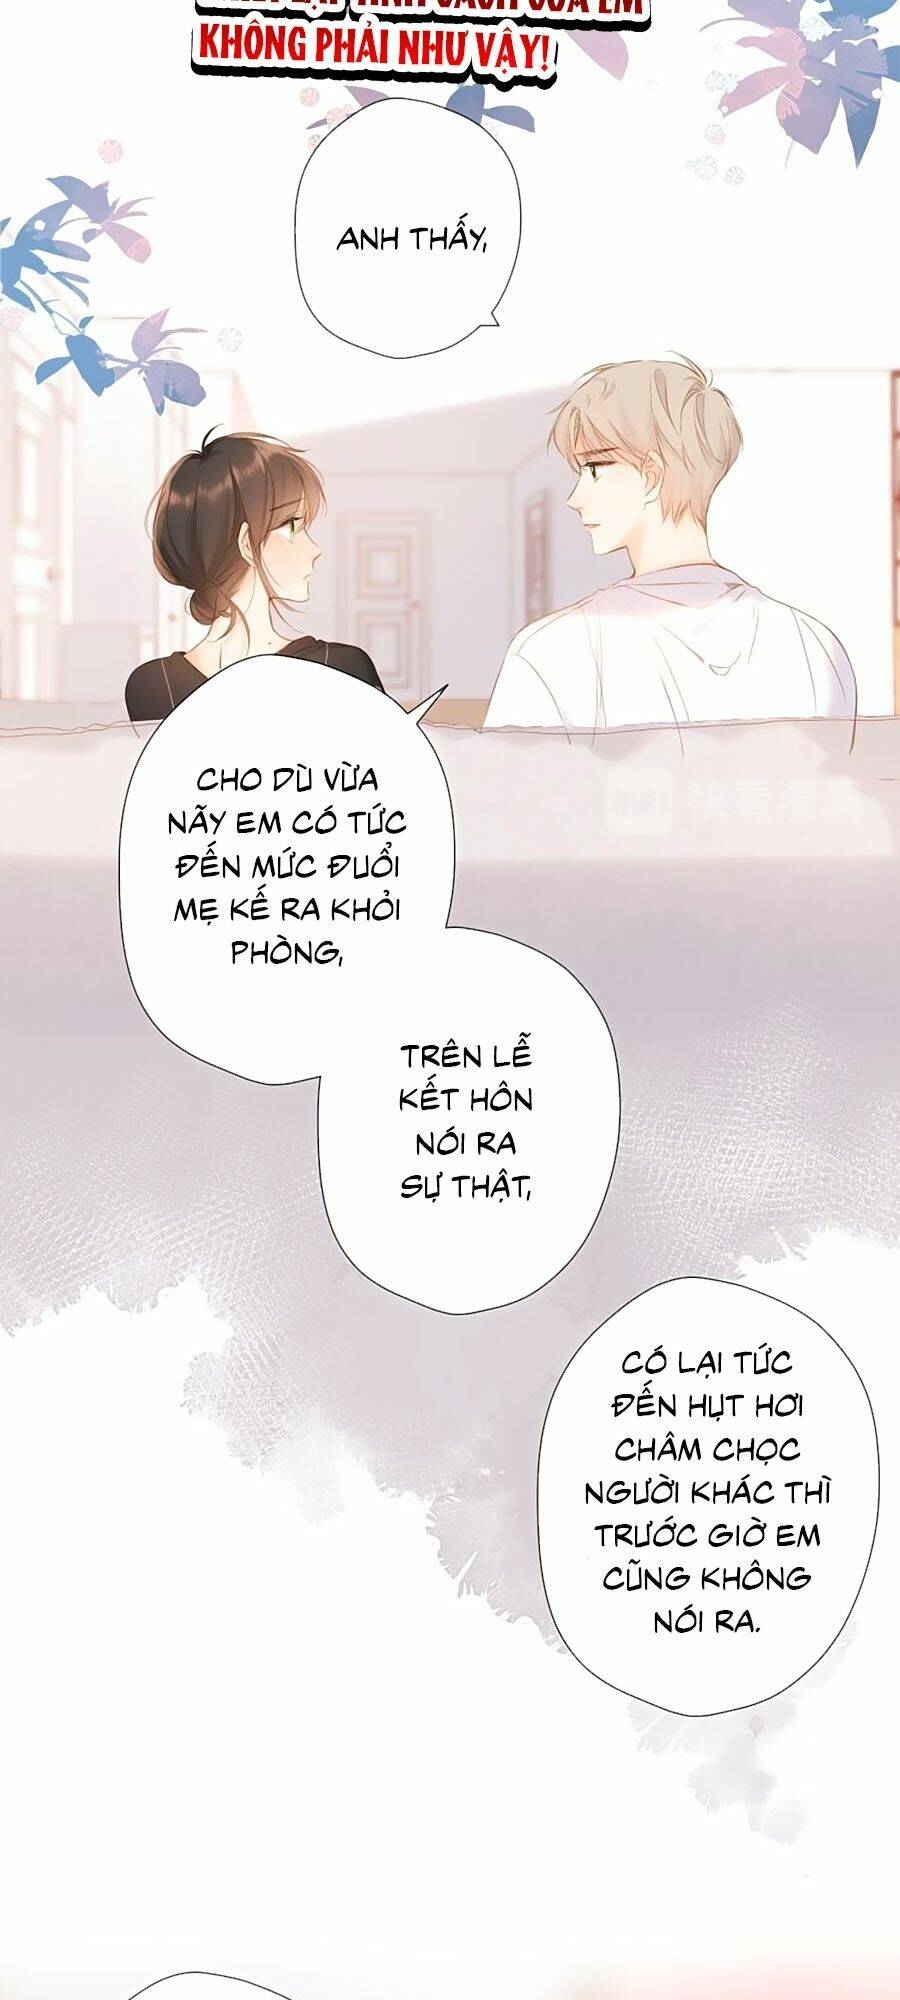 KHÔNG PHẢI NHƯ VẬY!
ANH THẤY,
CHO DÙ VỪA
NÃY EM CÓ TỨC
ĐẾN MỨC ĐUỔI
MẸ KẾ RA KHỎI
PHÒNG,
TRÊN LỄ
KẾT HÔN
NÓI RA
SỰ THẬT,
CÓ LẠI TỨC
ĐẾN HỤT HƠI
CHÂM CHỌC
NGƯỜI KHÁC THÌ
TRƯỚC GIỜ EM
CŨNG KHÔNG
NÓI RA.